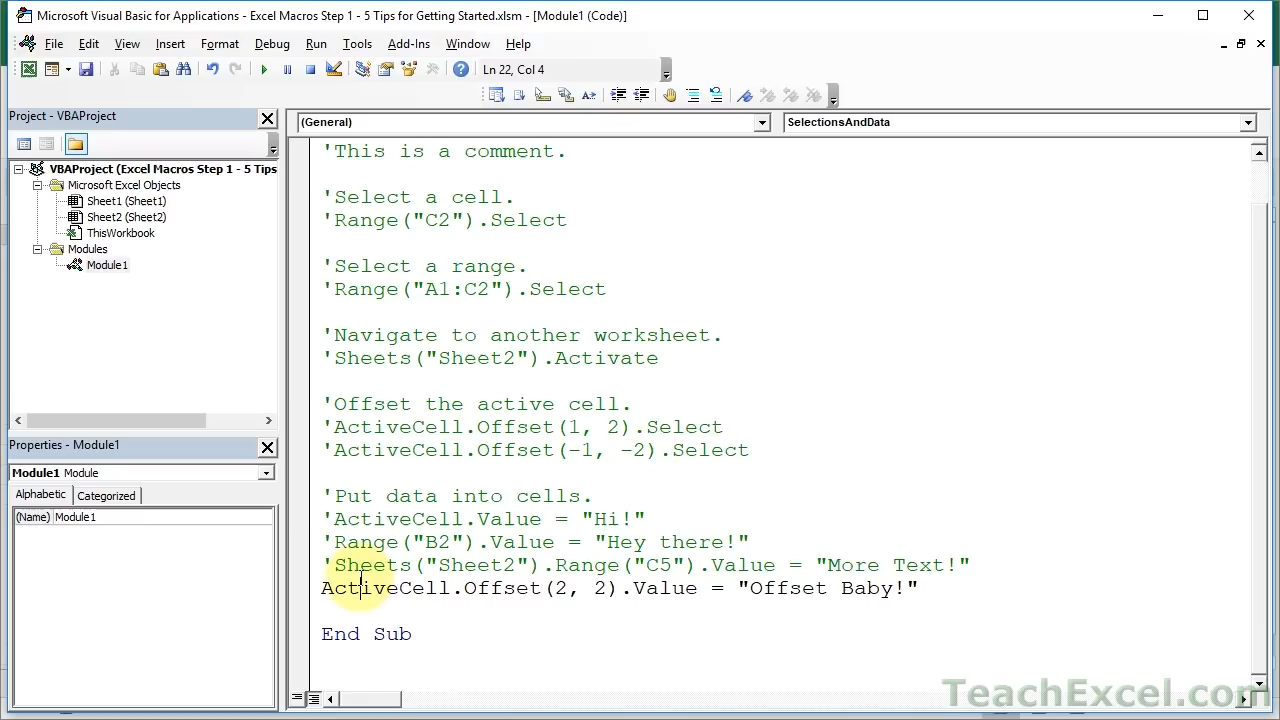 Microsoft Visual Basic for Applications - Excel Macros Step 1 - 5 Tips for Getting Started.xlsm - [Module1 (Code)]
File Edit View Insert Format Debug Run Tools Add-Ins Window Help
Ln 22, Col 4
Project - VBAProject
(General)
SelectionsAndData
VBAProject (Excel Macros Step 1 - 5 Tips
Microsoft Excel Objects
Sheet1 (Sheet1)
Sheet2 (Sheet2)
ThisWorkbook
Modules
Module1
Properties - Module1
Module1 Module
Alphabetic Categorized
(Name) Module1
'This is a comment.
'Select a cell.
'Range("C2").Select
'Select a range.
'Range("A1:C2").Select
'Navigate to another worksheet.
'Sheets("Sheet2").Activate
'Offset the active cell.
'ActiveCell.Offset(1, 2).Select
'ActiveCell.Offset(-1, -2).Select
'Put data into cells.
'ActiveCell.Value = "Hi!"
'Range("B2").Value = "Hey there!"
'Sheets("Sheet2").Range("C5").Value = "More Text!"
ActiveCell.Offset(2, 2).Value = "Offset Baby!"
End Sub
TeachExcel.com